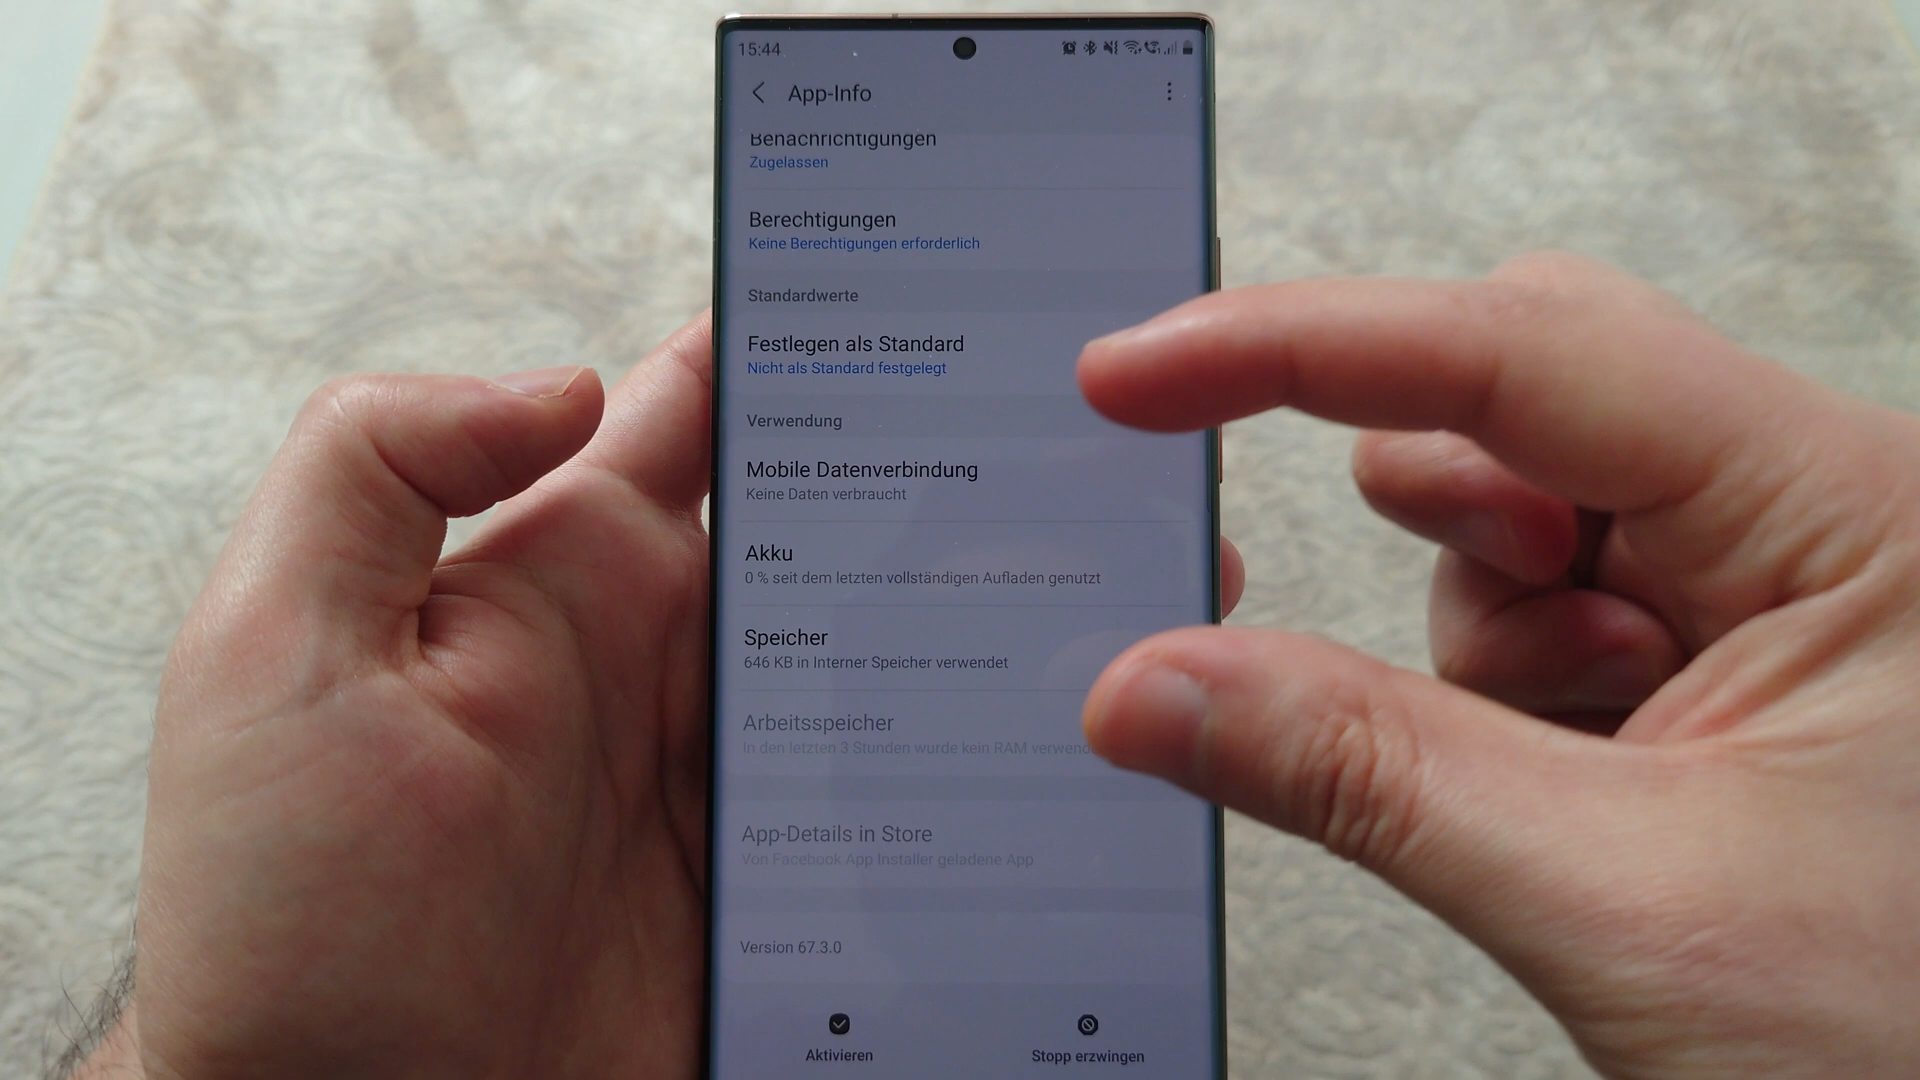 15:44
App-Info
Benachrichtigungen
Zugelassen
Berechtigungen
Keine Berechtigungen erforderlich
Standardwerte
Festlegen als Standard
Nicht als Standard festgelegt
Verwendung
Mobile Datenverbindung
Keine Daten verbraucht
Akku
0 % seit dem letzten vollständigen Aufladen genutzt
Speicher
646 KB in Interner Speicher verwendet
Arbeitsspeicher
In den letzten 3 Stunden wurde kein RAM
App-Details in Store
Von Facebook App Installer geladene App
Version 67.3.0
Aktivieren
Stopp erzwingen